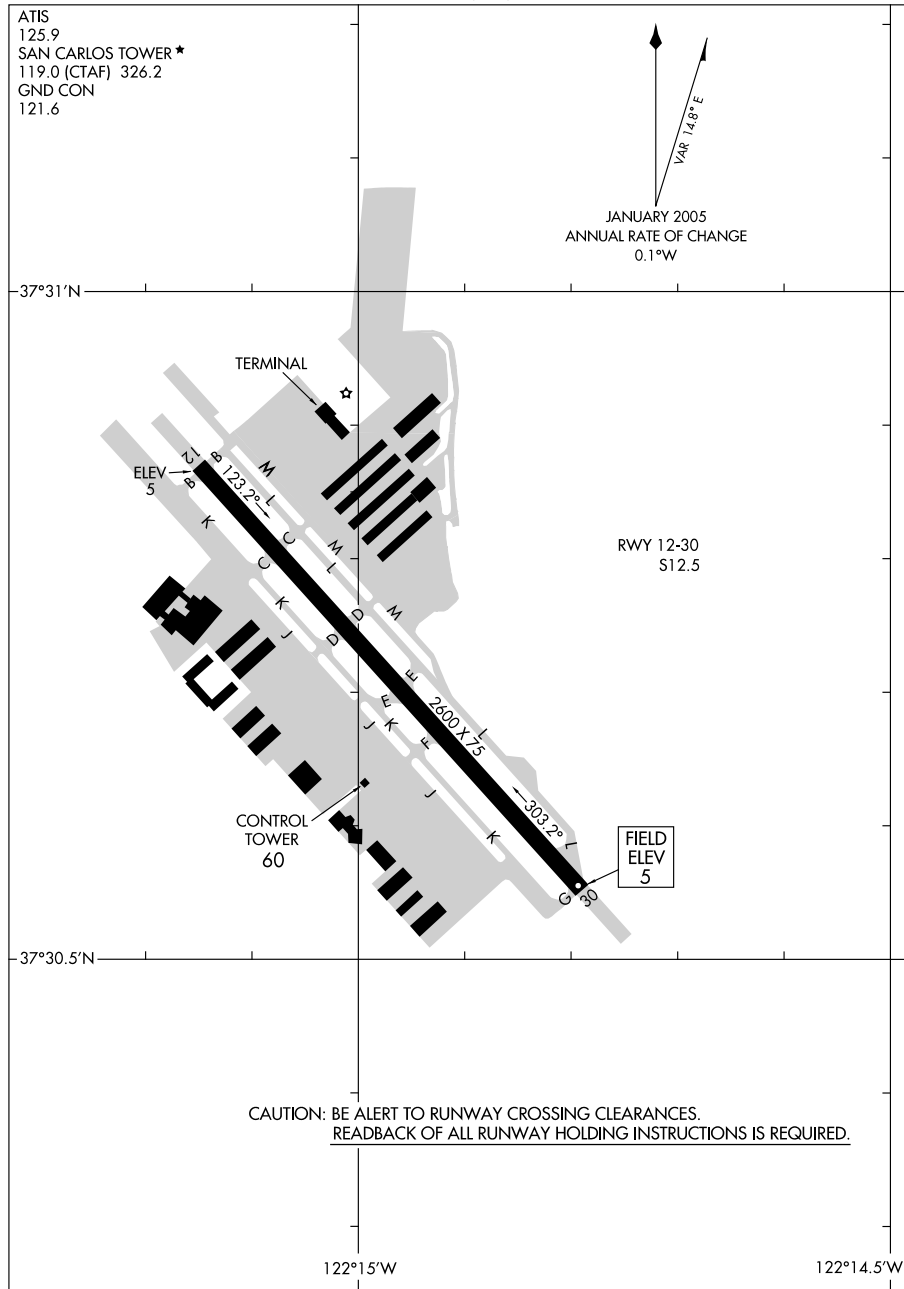 ATIS
125.9
SAN CARLOS TOWER★
119.0 (CTAF) 326.2
GND CON
121.6
VAR 14.8° E
JANUARY 2005
ANNUAL RATE OF CHANGE
0.1°W
37°31'N
TERMINAL
ELEV
5
12
B
B
123.2°
M
L
K
C
C
M
L
K
J
D
D
M
E
E
J
K
F
2600 X 75
L
J
K
303.2°
L
G
30
RWY 12-30
S12.5
CONTROL
TOWER
60
FIELD
ELEV
5
37°30.5'N
CAUTION: BE ALERT TO RUNWAY CROSSING CLEARANCES.
READBACK OF ALL RUNWAY HOLDING INSTRUCTIONS IS REQUIRED.
122°15'W
122°14.5'W